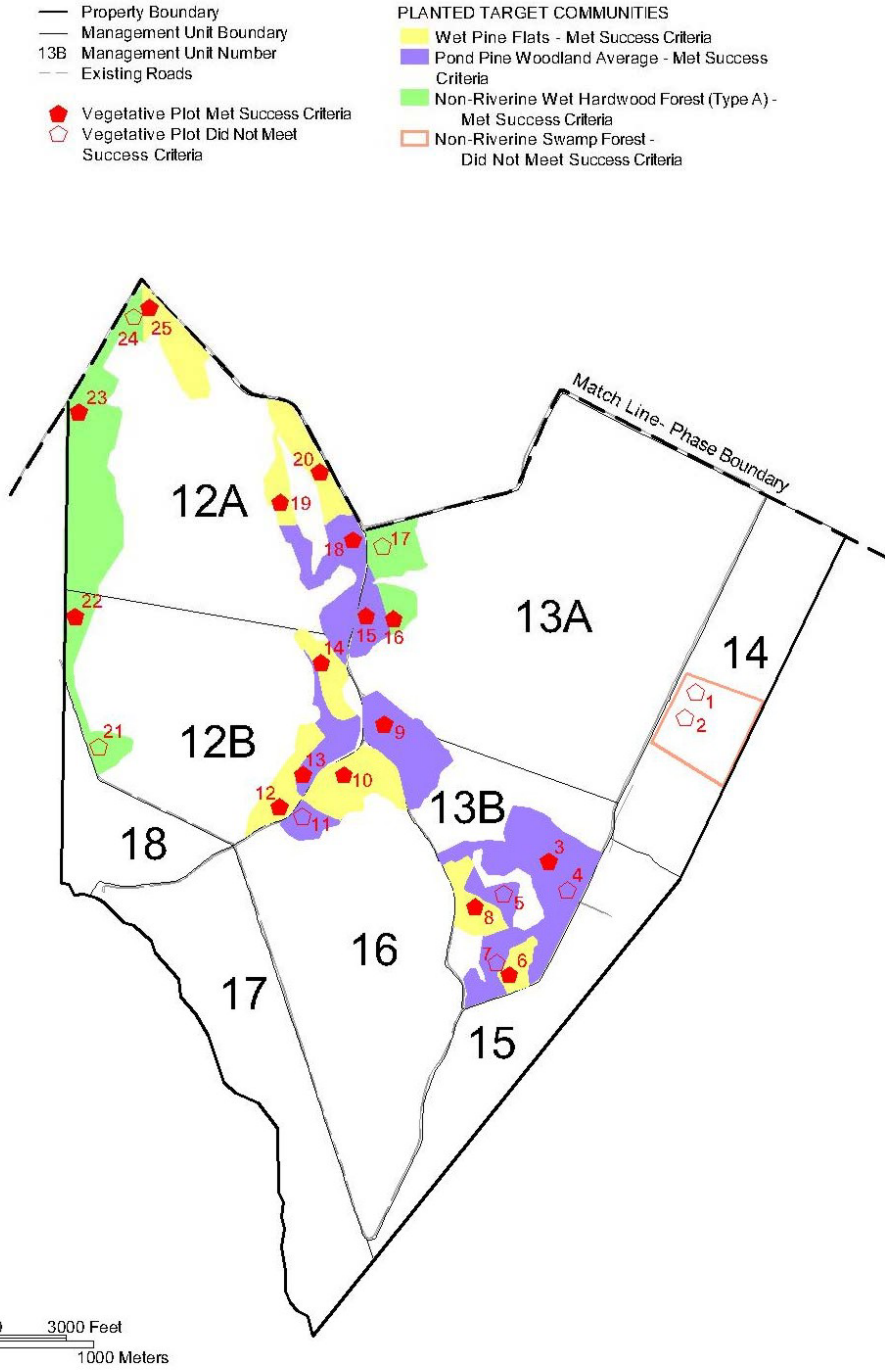 Property Boundary
Management Unit Boundary
13B Management Unit Number
Existing Roads
Vegetative Plot Met Success Criteria
Vegetative Plot Did Not Meet
Success Criteria
PLANTED TARGET COMMUNITIES
Wet Pine Flats - Met Success Criteria
Pond Pine Woodland Average - Met Success
Criteria
Non-Riverine Wet Hardwood Forest (Type A) -
Met Success Criteria
Non-Riverine Swamp Forest -
Did Not Meet Success Criteria
24
25
23
Match Line- Phase Boundary
20
12A
19
18
17
22
15
16
13A
14
14
1
2
21
12B
9
13
10
12
11
13B
18
3
4
5
8
16
7
6
17
15
0 3000 Feet
1000 Meters